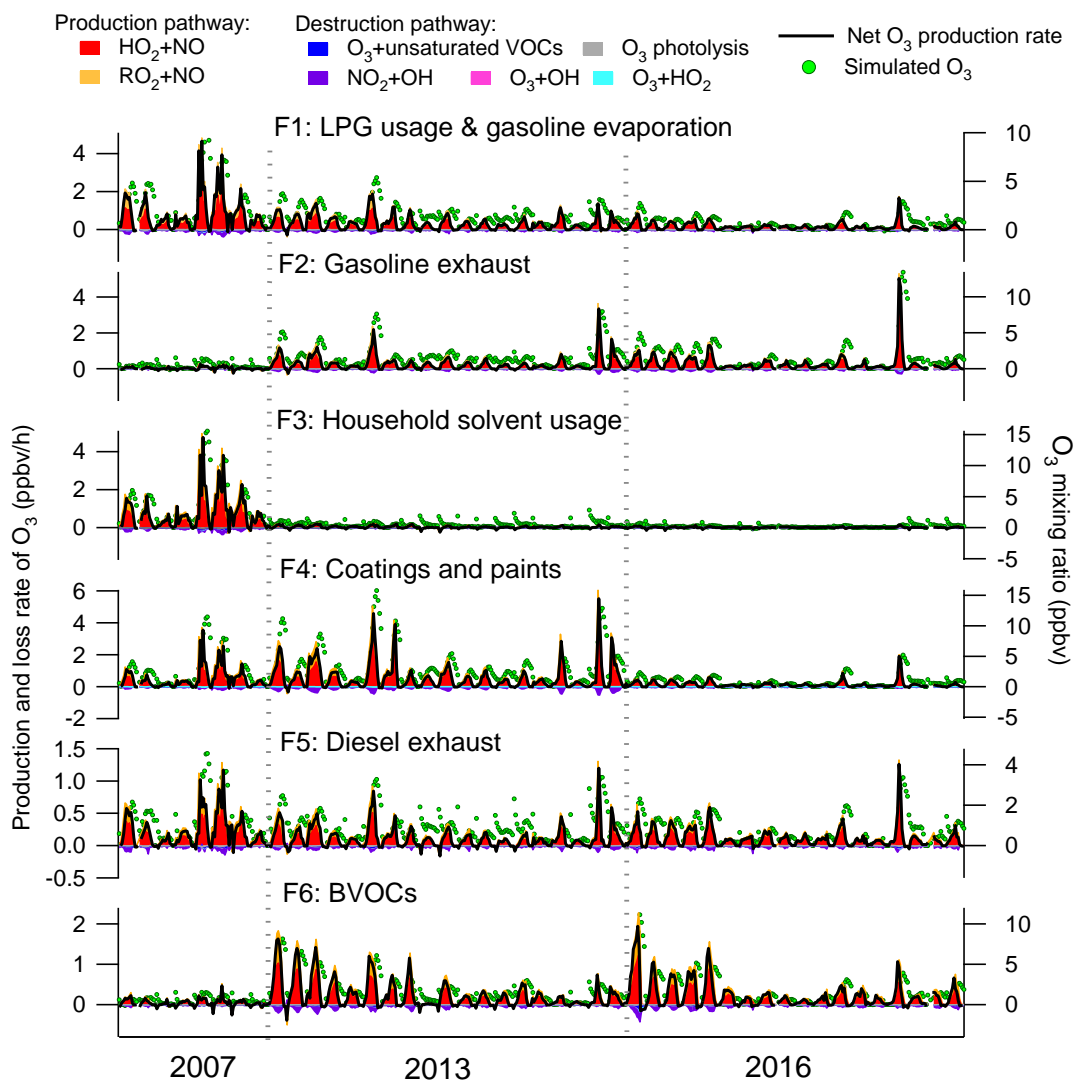 Production pathway:
HO₂+NO
RO₂+NO
Destruction pathway:
O₃+unsaturated VOCs
O₃ photolysis
NO₂+OH
O₃+OH
O₃+HO₂
Net O₃ production rate
Simulated O₃
F1: LPG usage & gasoline evaporation
4
2
0
10
5
0
F2: Gasoline exhaust
4
2
0
10
5
0
F3: Household solvent usage
4
2
0
15
10
5
0
-5
F4: Coatings and paints
6
4
2
0
-2
15
10
5
0
-5
F5: Diesel exhaust
1.5
1.0
0.5
0.0
-0.5
4
2
0
F6: BVOCs
2
1
0
10
5
0
Production and loss rate of O₃ (ppbv/h)
O₃ mixing ratio (ppbv)
2007
2013
2016